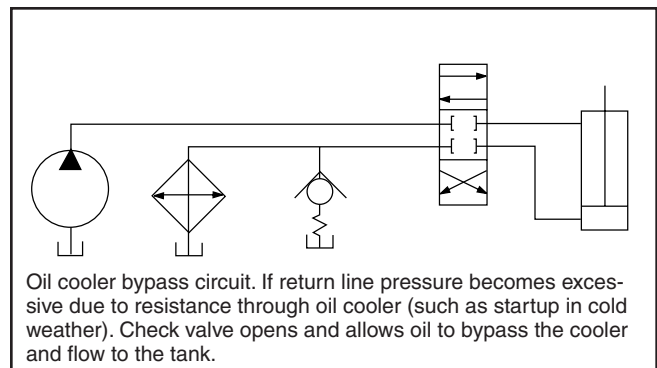 Oil cooler bypass circuit. If return line pressure becomes exces-
sive due to resistance through oil cooler (such as startup in cold
weather). Check valve opens and allows oil to bypass the cooler
and flow to the tank.